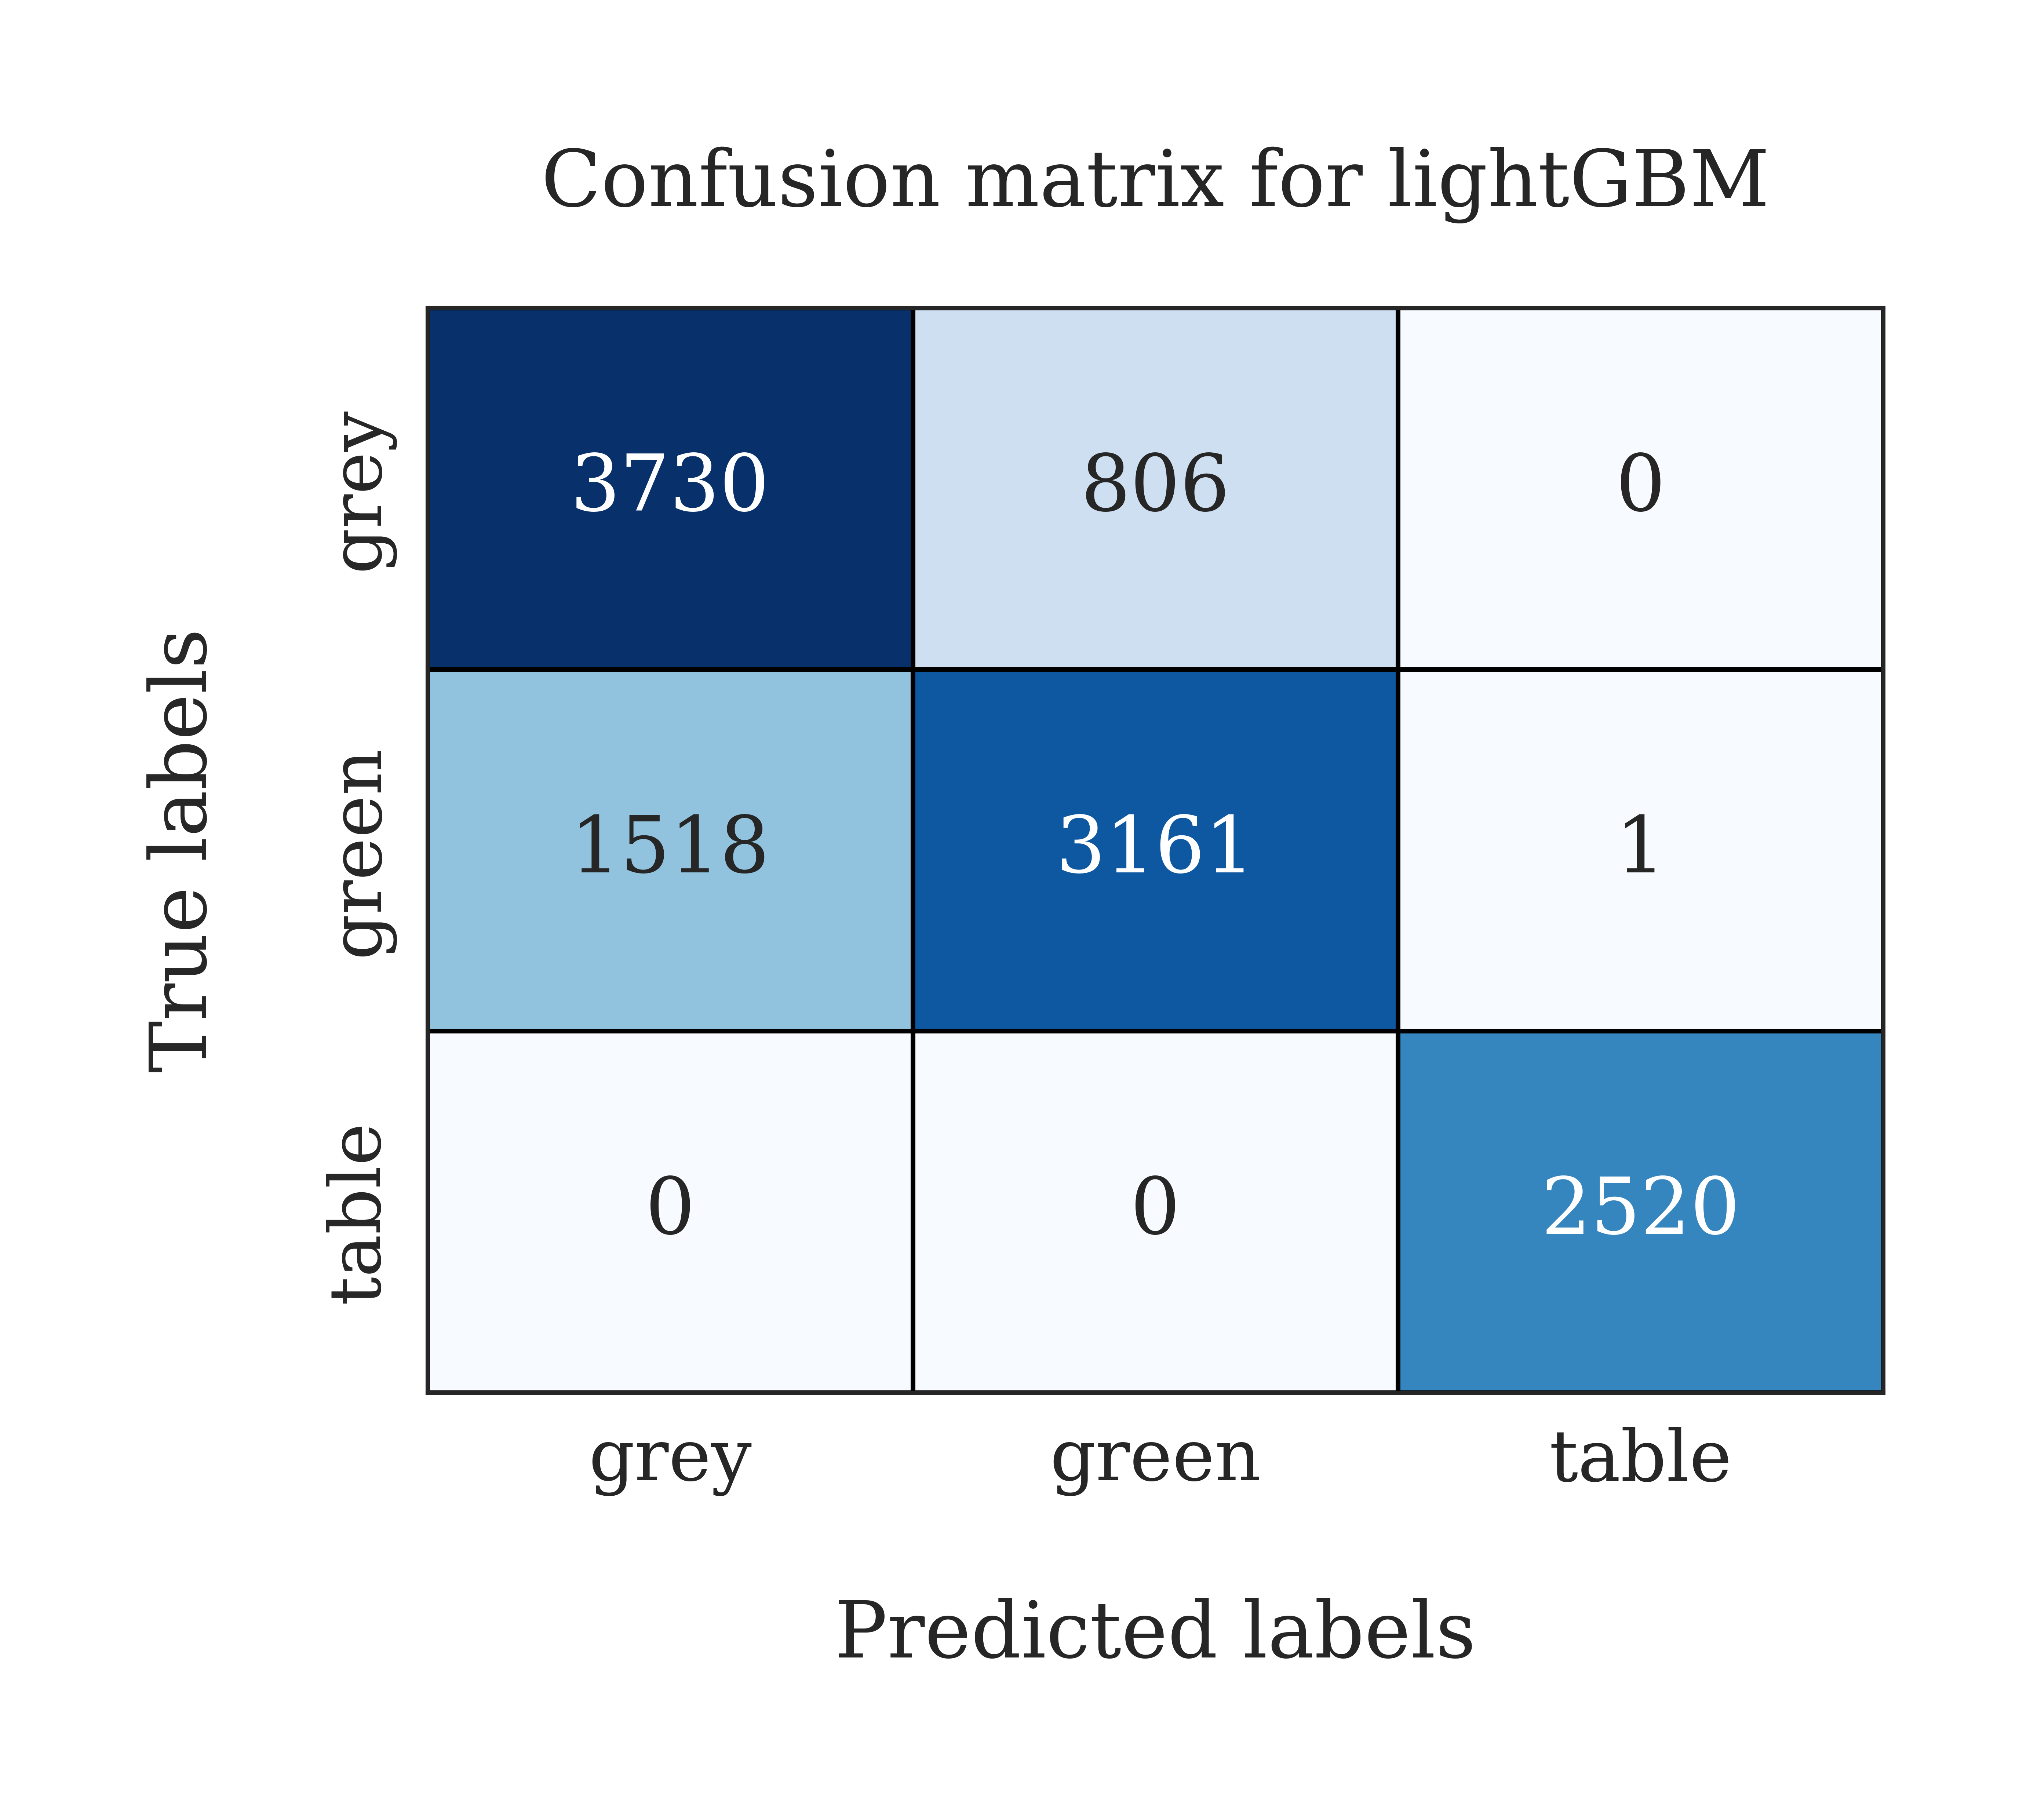 Confusion matrix for lightGBM
True labels
grey
3730 806 0
green
1518 3161 1
table
0 0 2520
grey green table
Predicted labels